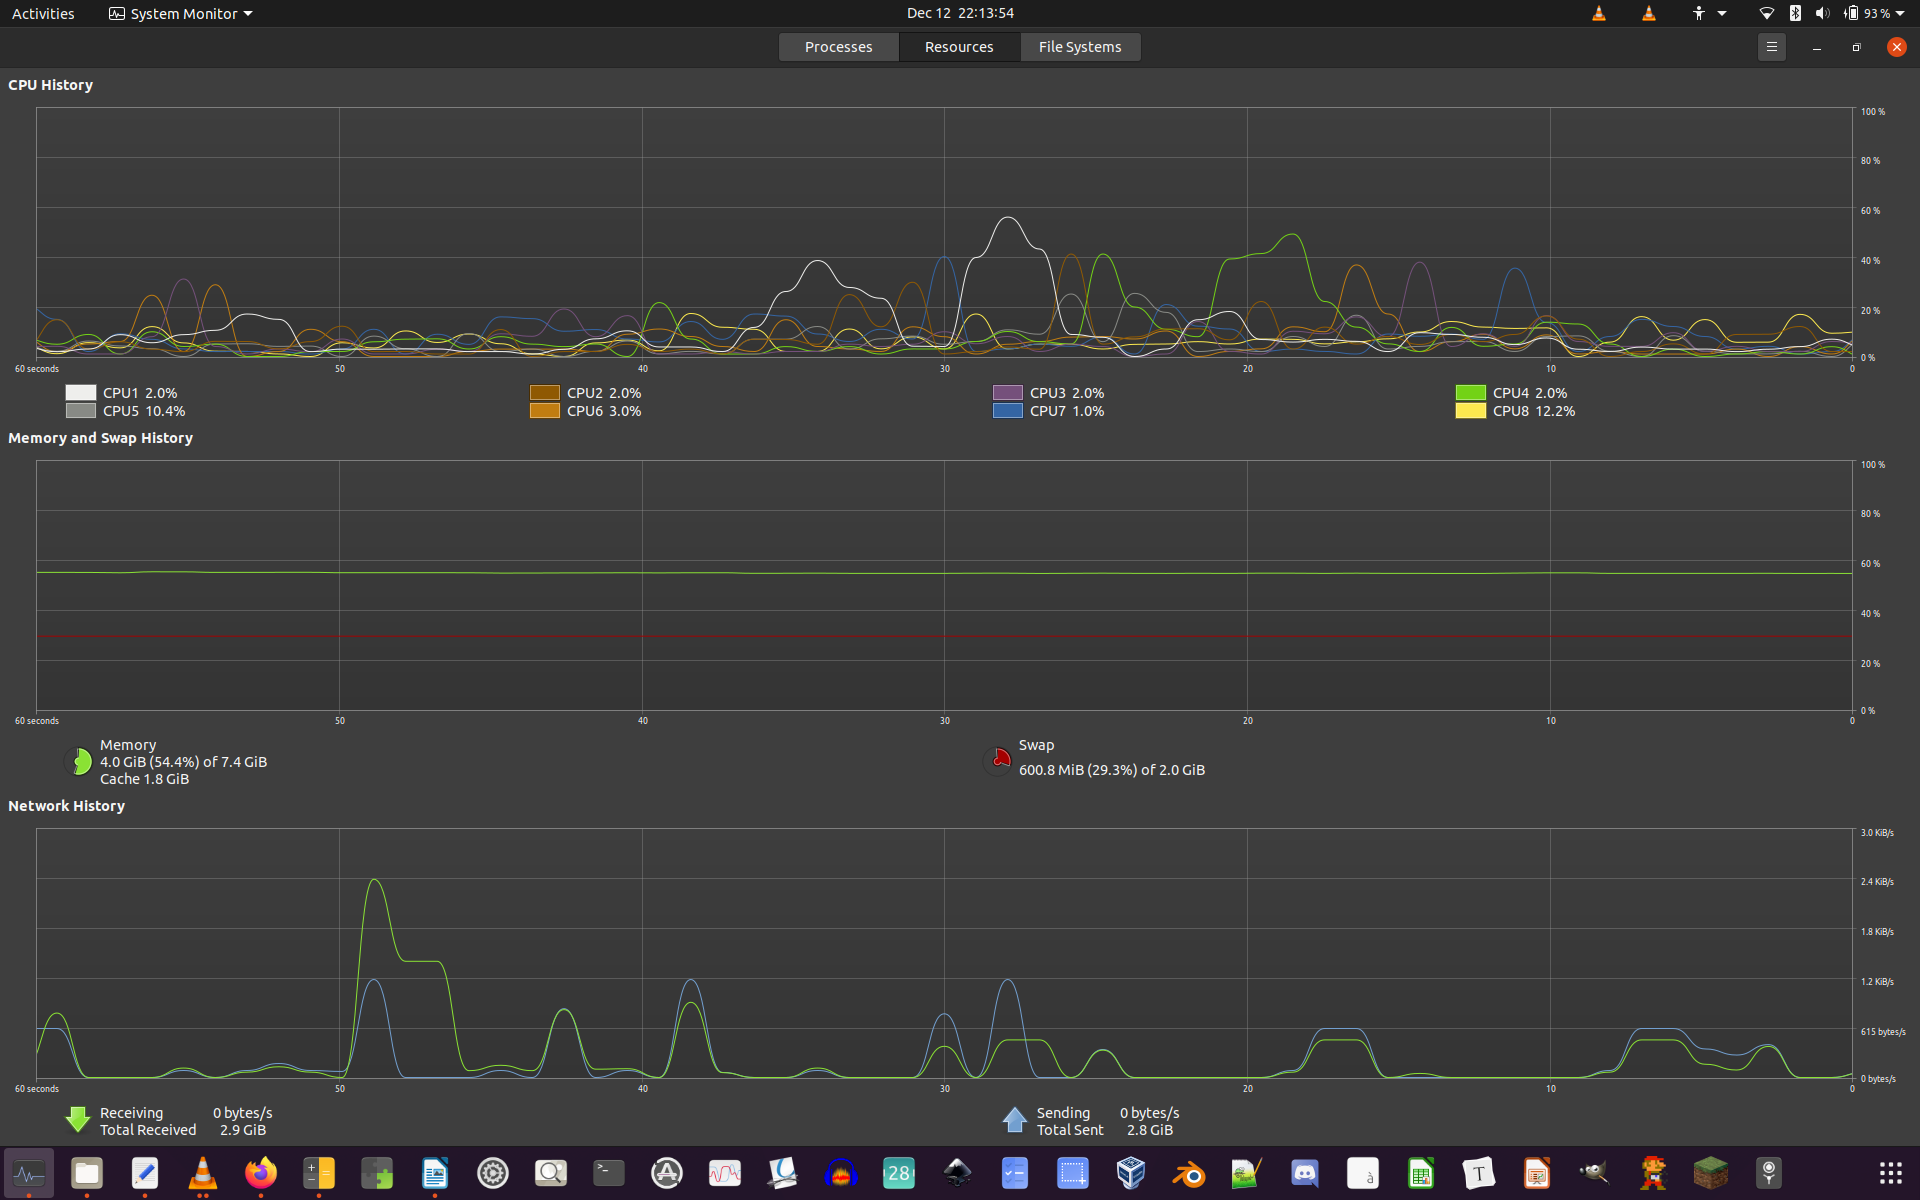 Activities System Monitor Dec 12 22:13:54 93 %
Processes Resources File Systems
CPU History
100 %
80 %
60 %
40 %
20 %
0 %
60 seconds 50 40 30 20 10 0
CPU1 2.0% CPU2 2.0% CPU3 2.0% CPU4 2.0%
CPU5 10.4% CPU6 3.0% CPU7 1.0% CPU8 12.2%
Memory and Swap History
100 %
80 %
60 %
40 %
20 %
0 %
60 seconds 50 40 30 20 10 0
Memory Swap
4.0 GiB (54.4%) of 7.4 GiB 600.8 MiB (29.3%) of 2.0 GiB
Cache 1.8 GiB
Network History
3.0 KiB/s
2.4 KiB/s
1.8 KiB/s
1.2 KiB/s
615 bytes/s
0 bytes/s
60 seconds 50 40 30 20 10 0
Receiving 0 bytes/s Sending 0 bytes/s
Total Received 2.9 GiB Total Sent 2.8 GiB
28 à T